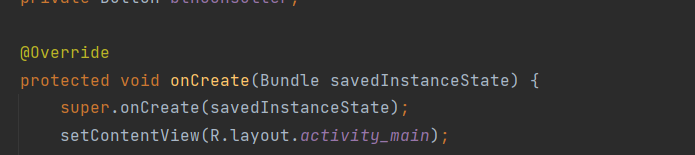 @Override
protected void onCreate(Bundle savedInstanceState) {
super.onCreate(savedInstanceState);
setContentView(R.layout.activity_main);